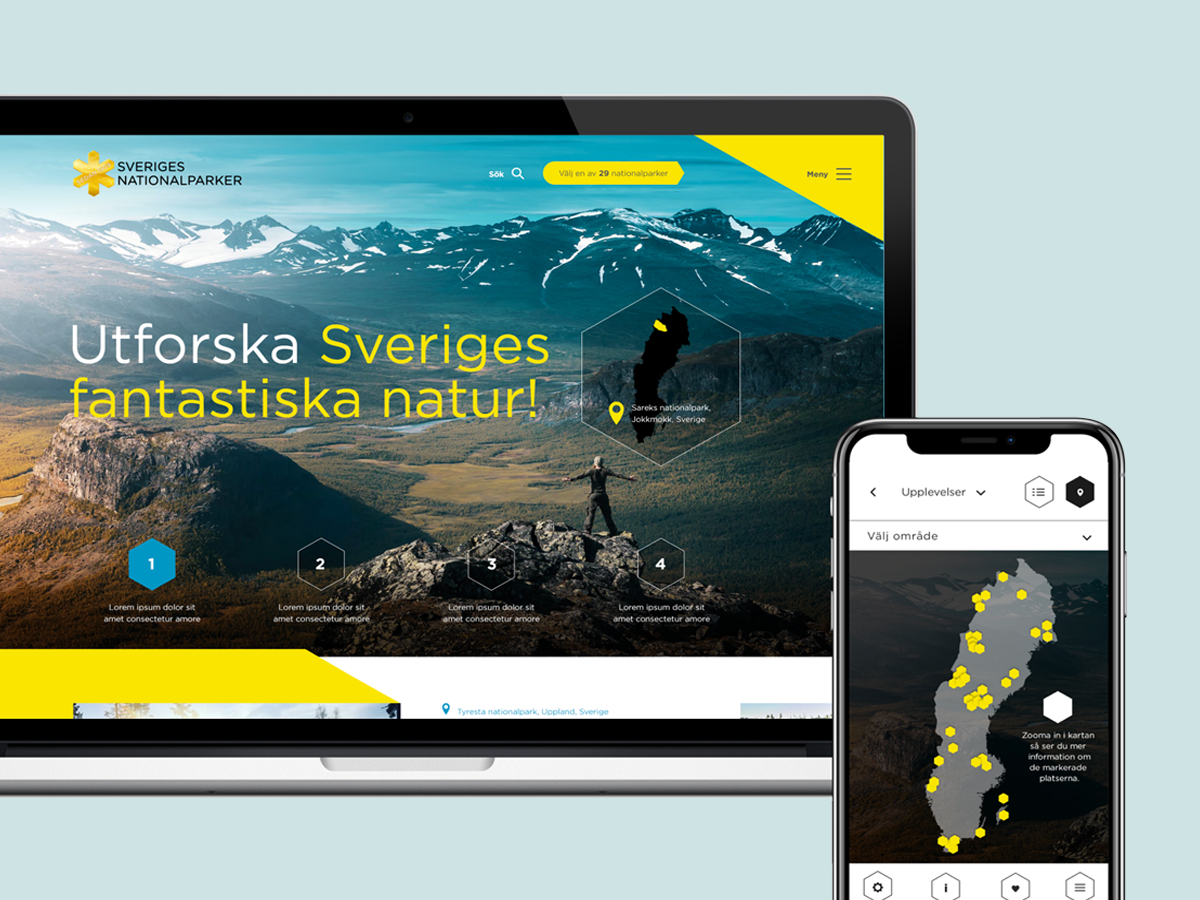 SVERIGES
NATIONALPARKER
Sök
Välj en av 29 nationalparker
Meny
Utforska Sveriges
fantastiska natur!
Sareks nationalpark,
Jokkmokk, Sverige
1
2
3
4
Lorem ipsum dolor sit
amet consectetur amore
Lorem ipsum dolor sit
amet consectetur amore
Lorem ipsum dolor sit
amet consectetur amore
Lorem ipsum dolor sit
amet consectetur amore
Tyresta nationalpark, Uppland, Sverige
Upplevelser
Välj område
Zooma in i kartan
så ser du mer
information om
de markerade
platserna.
i